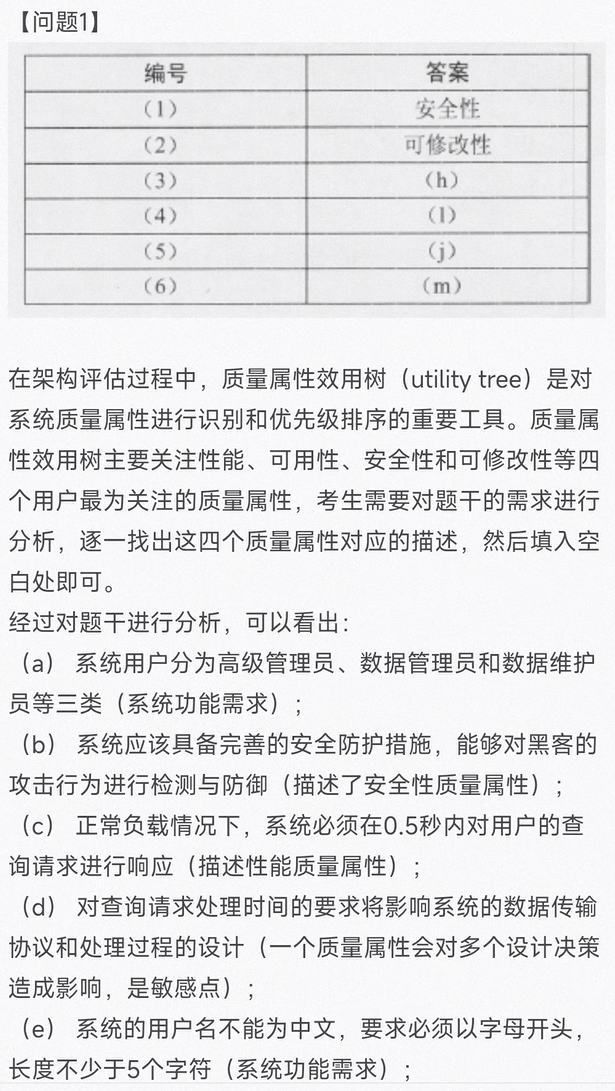 【问题1】
编号 答案
（1） 安全性
（2） 可修改性
（3） （h）
（4） （l）
（5） （j）
（6） （m）
在架构评估过程中，质量属性效用树（utility tree）是对
系统质量属性进行识别和优先级排序的重要工具。质量属
性效用树主要关注性能、可用性、安全性和可修改性等四
个用户最为关注的质量属性，考生需要对题干的需求进行
分析，逐一找出这四个质量属性对应的描述，然后填入空
白处即可。
经过对题干进行分析，可以看出：
（a） 系统用户分为高级管理员、数据管理员和数据维护
员等三类（系统功能需求）；
（b） 系统应该具备完善的安全防护措施，能够对黑客的
攻击行为进行检测与防御（描述了安全性质量属性）；
（c） 正常负载情况下，系统必须在0.5秒内对用户的查
询请求进行响应（描述性能质量属性）；
（d） 对查询请求处理时间的要求将影响系统的数据传输
协议和处理过程的设计（一个质量属性会对多个设计决策
造成影响，是敏感点）；
（e） 系统的用户名不能为中文，要求必须以字母开头，
长度不少于5个字符（系统功能需求）；